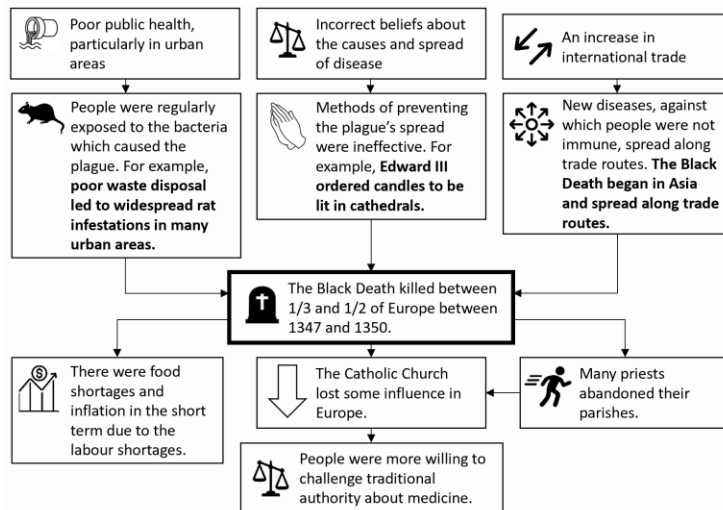 Poor public health,
particularly in urban
areas
Incorrect beliefs about
the causes and spread
of disease
An increase in
international trade
People were regularly
exposed to the bacteria
which caused the
plague. For example,
poor waste disposal
led to widespread rat
infestations in many
urban areas.
Methods of preventing
the plague's spread
were ineffective. For
example, Edward III
ordered candles to be
lit in cathedrals.
New diseases, against
which people were not
immune, spread along
trade routes. The Black
Death began in Asia
and spread along trade
routes.
The Black Death killed between
1/3 and 1/2 of Europe between
1347 and 1350.
There were food
shortages and
inflation in the short
term due to the
labour shortages.
The Catholic Church
lost some influence in
Europe.
Many priests
abandoned their
parishes.
People were more willing to
challenge traditional
authority about medicine.